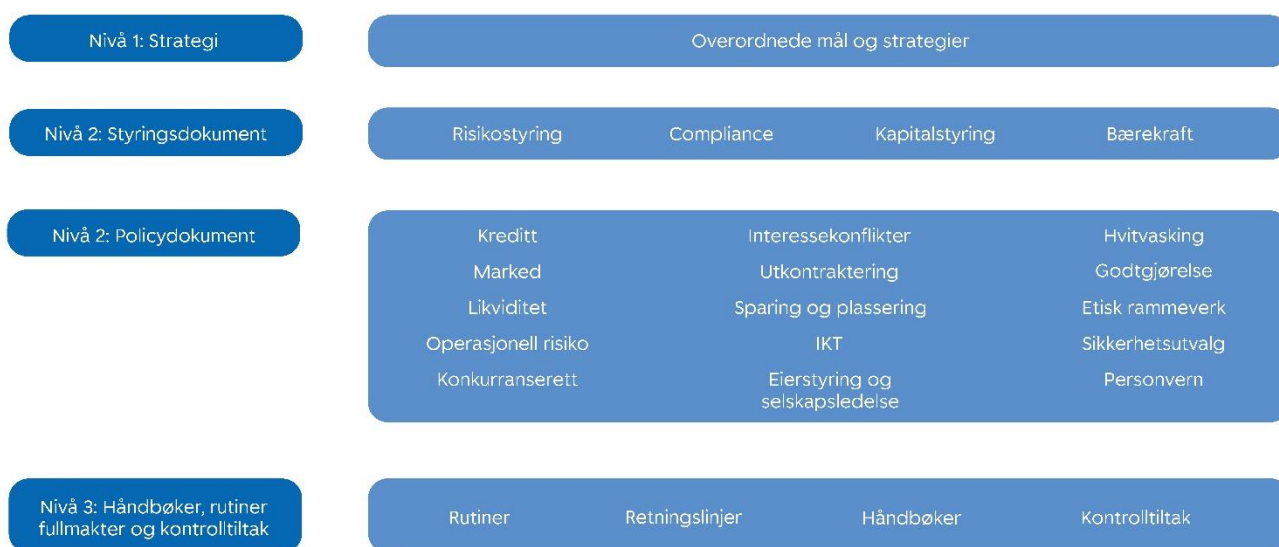 Nivå 1: Strategi
Overordnede mål og strategier
Nivå 2: Styringsdokument
Risikostyring Compliance Kapitalstyring Bærekraft
Nivå 2: Policydokument
Kreditt Interessekonflikter Hvitvasking
Marked Utkontraktering Godtgjørelse
Likviditet Sparing og plassering Etisk rammeverk
Operasjonell risiko IKT Sikkerhetsutvalg
Konkurranserett Eierstyring og Personvern
selskapsledelse
Nivå 3: Håndbøker, rutiner
fullmakter og kontrolltiltak
Rutiner Retningslinjer Håndbøker Kontrolltiltak